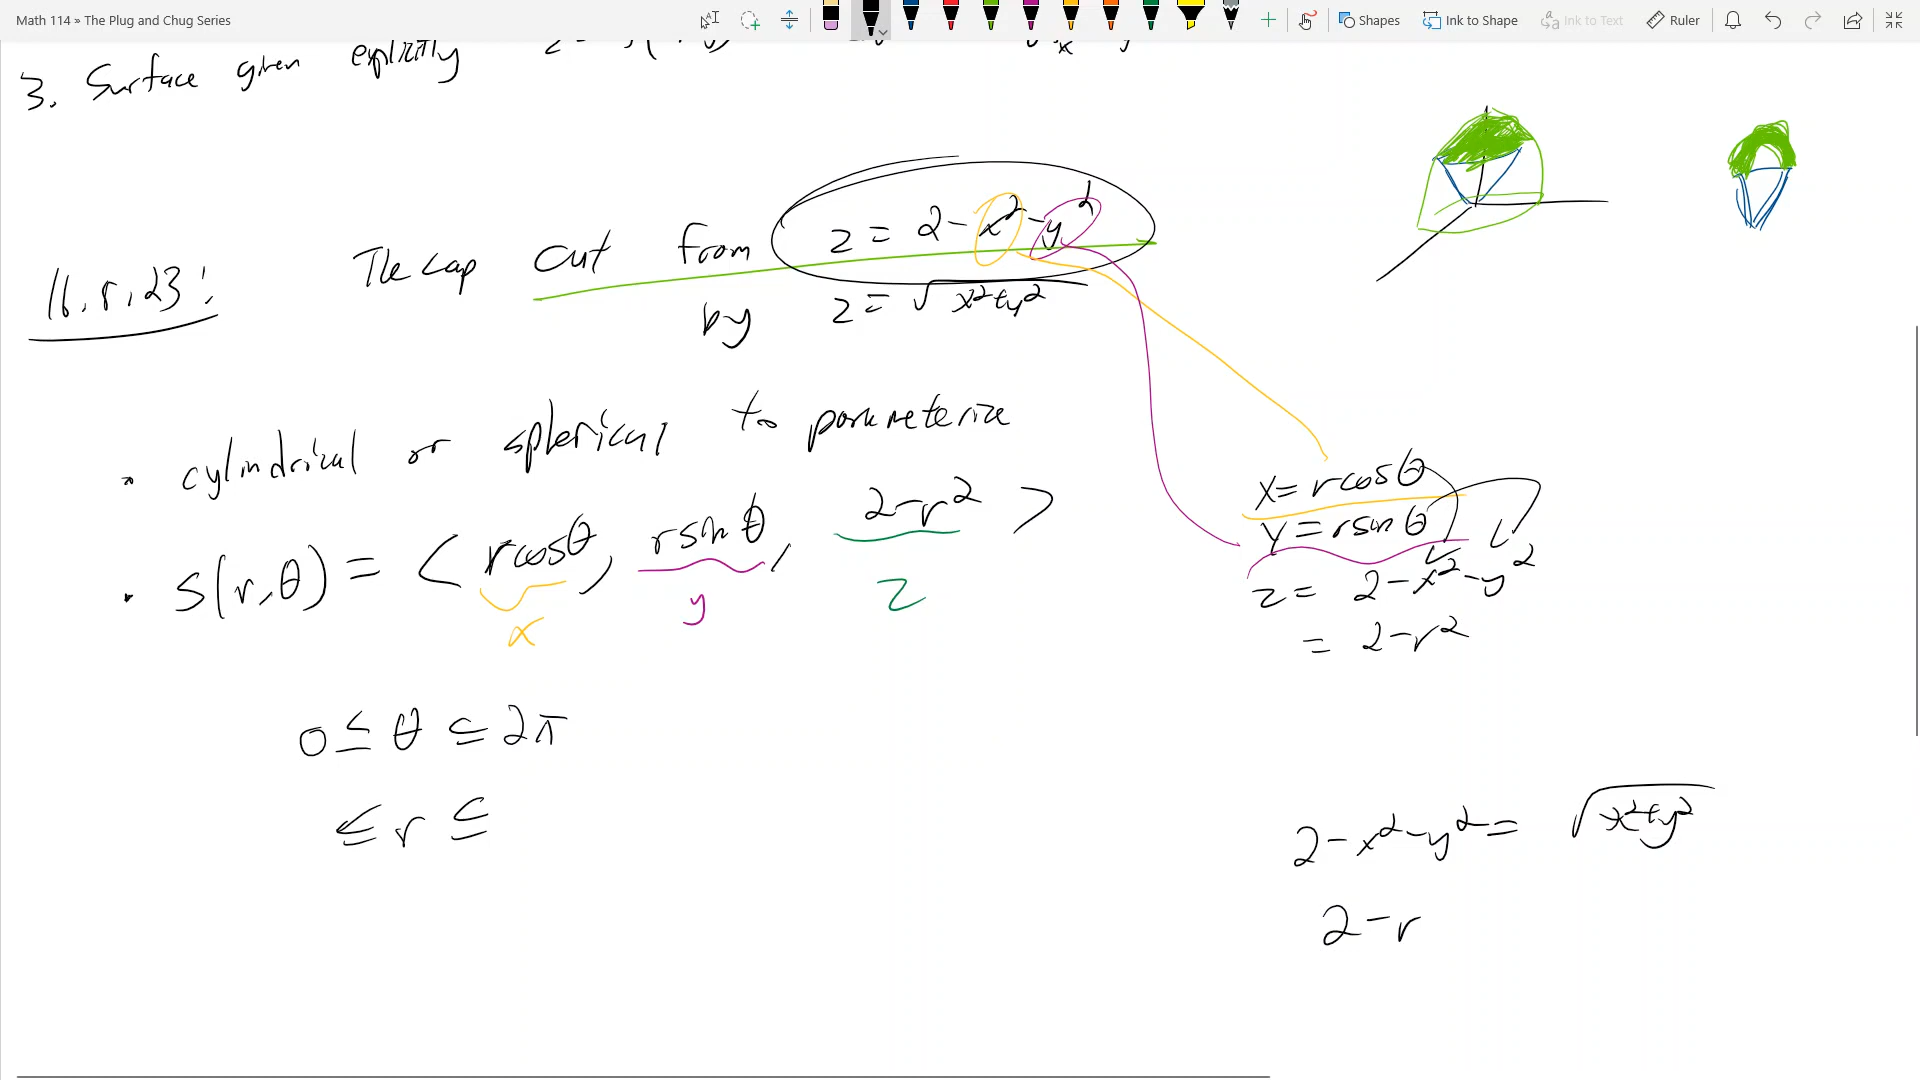 Math 114 » The Plug and Chug Series
Shapes
Ink to Shape
Ink to Text
Ruler
3. Surface given explicitly z =
16.5.23:
The cap cut from z = 2 - x² - y²
by z = √x²+y²
• cylindrical or spherical to parameterize
• s(r,θ) = < rcosθ, rsinθ, 2-r² >
x y z
x = rcosθ
y = rsinθ
z = 2-x²-y²
= 2-r²
0 ≤ θ ≤ 2π
≤ r ≤
2-x²-y² = √x²+y²
2-r